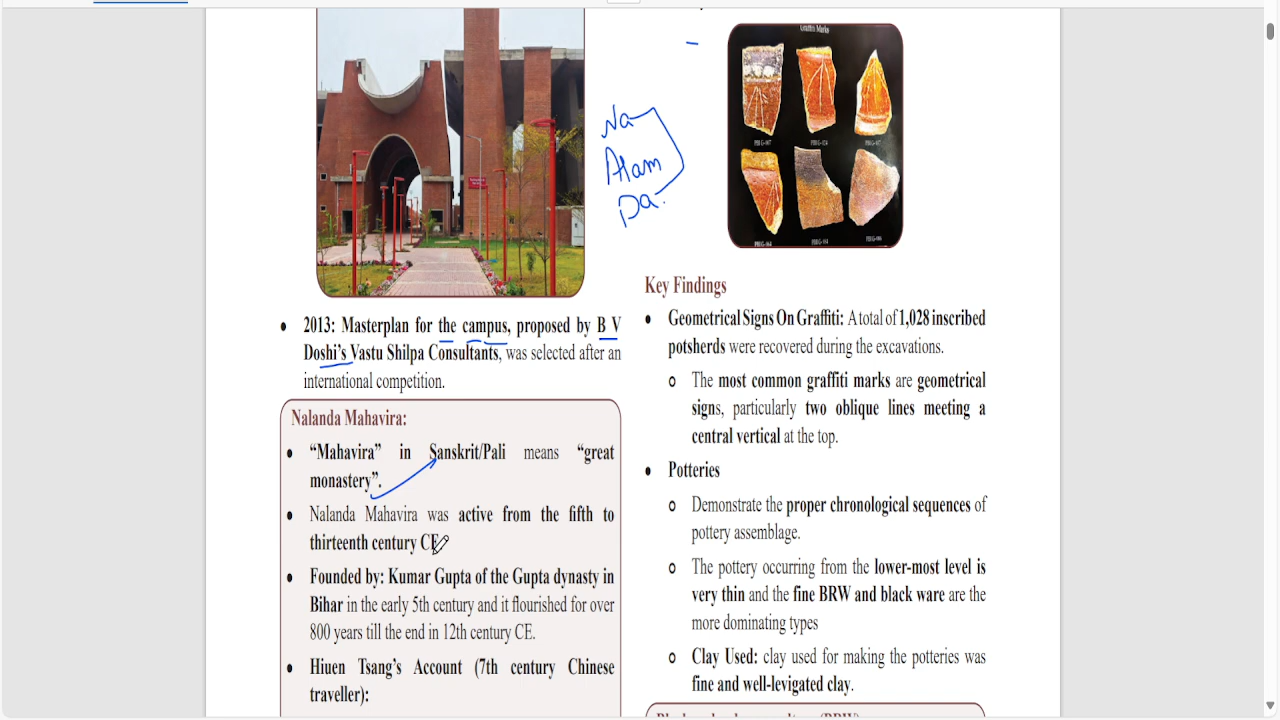 2013: Masterplan for the campus, proposed by B V
Doshi's Vastu Shilpa Consultants, was selected after an
international competition.
Nalanda Mahavira:
"Mahavira" in Sanskrit/Pali means "great
monastery".
Nalanda Mahavira was active from the fifth to
thirteenth century CE
Founded by: Kumar Gupta of the Gupta dynasty in
Bihar in the early 5th century and it flourished for over
800 years till the end in 12th century CE.
Hiuen Tsang's Account (7th century Chinese
traveller):
Na
Alam
Da.
Graffiti Marks
Key Findings
Geometrical Signs On Graffiti: A total of 1,028 inscribed
potsherds were recovered during the excavations.
The most common graffiti marks are geometrical
signs, particularly two oblique lines meeting a
central vertical at the top.
Potteries
Demonstrate the proper chronological sequences of
pottery assemblage.
The pottery occurring from the lower-most level is
very thin and the fine BRW and black ware are the
more dominating types
Clay Used: clay used for making the potteries was
fine and well-levigated clay.